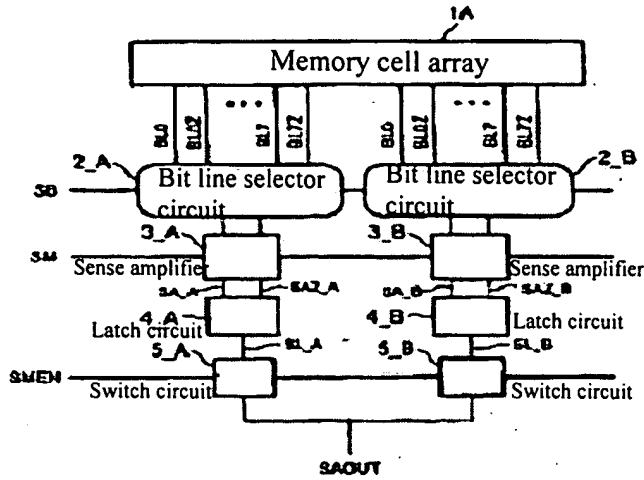 1A
Memory cell array
BL0 BL0Z ... BL7 BL7Z BL0 BL0Z ... BL7 BL7Z
2_A 2_B
SB Bit line selector circuit Bit line selector circuit
3_A 3_B
SM
Sense amplifier Sense amplifier
SA_A SAZ_A SA_B SAZ_B
4_A 4_B
Latch circuit Latch circuit
SL_A SL_B
5_A 5_B
SMEN
Switch circuit Switch circuit
SAOUT